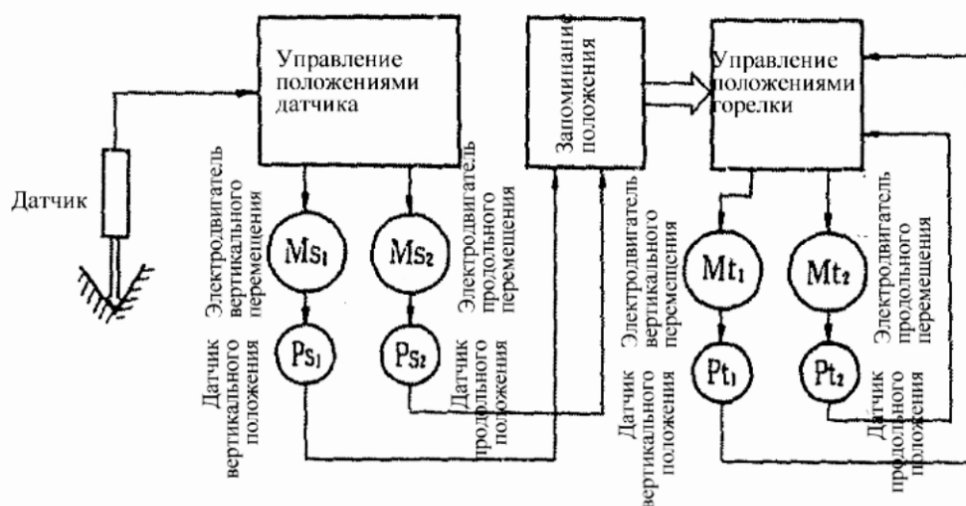 Управление
положениями
датчика
Запоминание
положения
Управление
положениями
горелки
Датчик
Электродвигатель
вертикального
перемещения
Ms₁
Ms₂
Электродвигатель
продольного
перемещения
Электродвигатель
вертикального
перемещения
Mt₁
Mt₂
Электродвигатель
продольного
перемещения
Датчик
вертикального
положения
Ps₁
Ps₂
Датчик
продольного
положения
Датчик
вертикального
положения
Pt₁
Pt₂
Датчик
продольного
положения